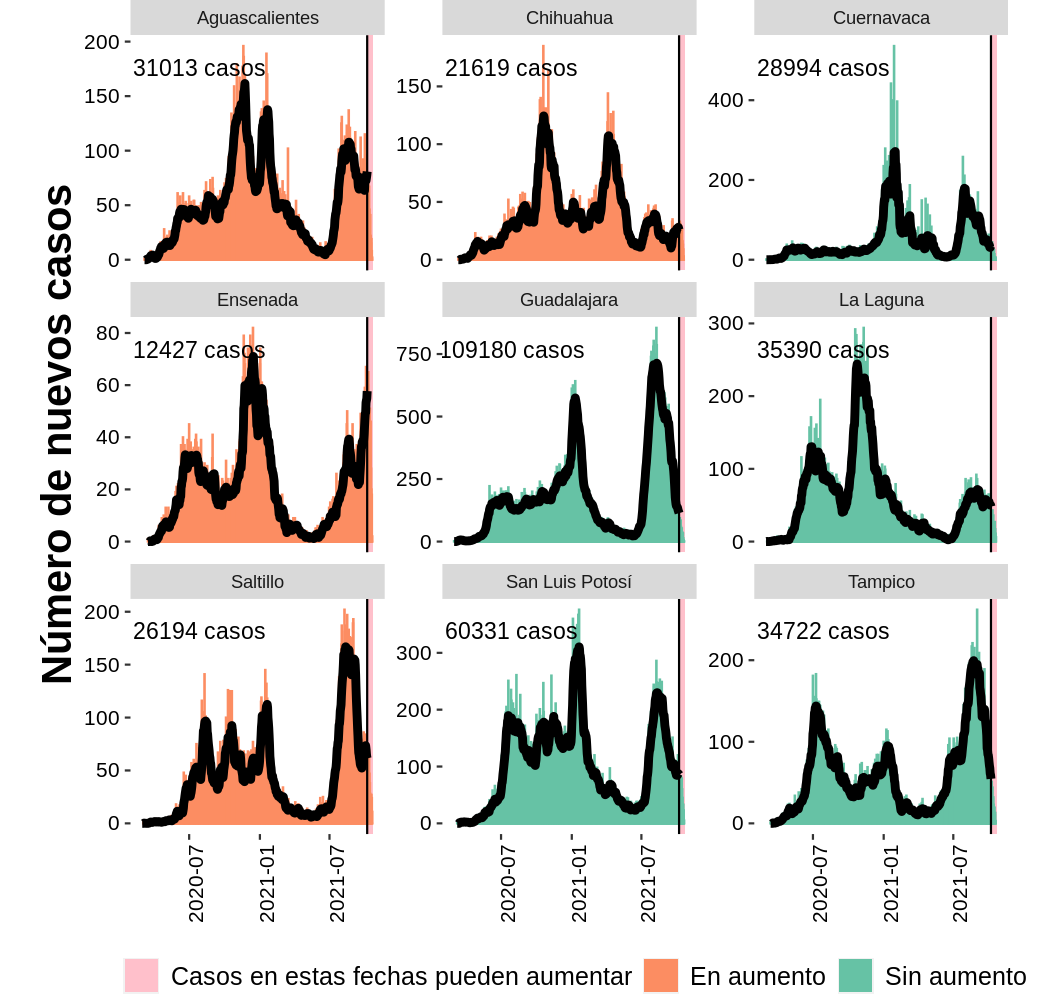 Número de nuevos casos
Aguascalientes
200
150
100
50
0
31013 casos
Chihuahua
150
100
50
0
21619 casos
Cuernavaca
400
200
0
28994 casos
Ensenada
80
60
40
20
0
12427 casos
Guadalajara
750
500
250
0
109180 casos
La Laguna
300
200
100
0
35390 casos
Saltillo
200
150
100
50
0
26194 casos
2020-07
2021-01
2021-07
San Luis Potosí
300
200
100
0
60331 casos
2020-07
2021-01
2021-07
Tampico
200
100
0
34722 casos
2020-07
2021-01
2021-07
Casos en estas fechas pueden aumentar
En aumento
Sin aumento